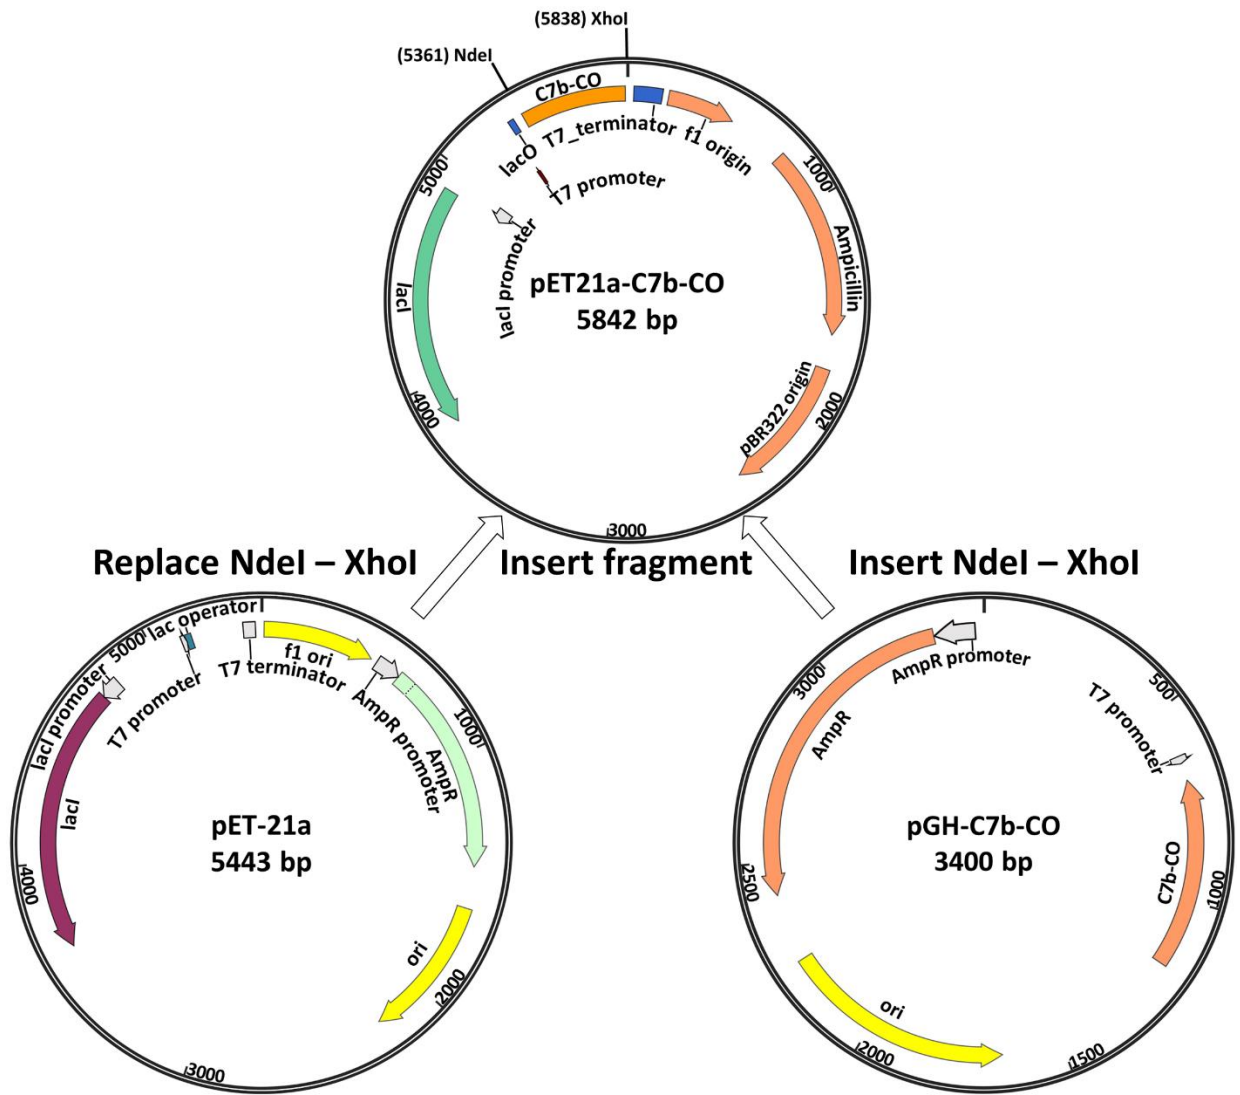 (5838) XhoI
(5361) NdeI
C7b-CO
T7_terminator
f1 origin
lacO
T7 promoter
lacI promoter
lacI
Ampicillin
pBR322 origin
1000
2000
3000
4000
5000
pET21a-C7b-CO
5842 bp
Replace NdeI – XhoI
Insert fragment
Insert NdeI – XhoI
lac operator
5000
T7 terminator
f1 ori
T7 promoter
lacI promoter
AmpR promoter
AmpR
1000
lacI
4000
pET-21a
5443 bp
ori
2000
3000
AmpR promoter
3000
AmpR
500
T7 promoter
pGH-C7b-CO
3400 bp
C7b-CO
1000
2500
ori
2000
1500